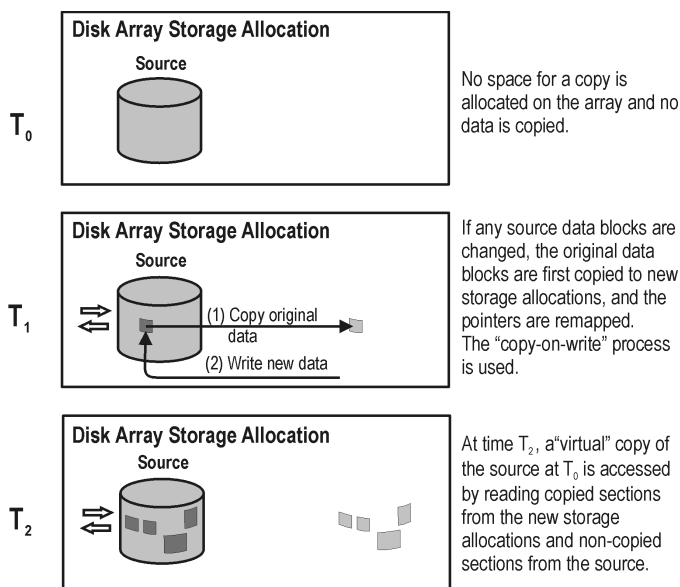 Disk Array Storage Allocation
Source
T0
No space for a copy is
allocated on the array and no
data is copied.
Disk Array Storage Allocation
Source
T1
(1) Copy original
data
(2) Write new data
If any source data blocks are
changed, the original data
blocks are first copied to new
storage allocations, and the
pointers are remapped.
The “copy-on-write” process
is used.
Disk Array Storage Allocation
Source
T2
At time T2, a“virtual” copy of
the source at T0 is accessed
by reading copied sections
from the new storage
allocations and non-copied
sections from the source.